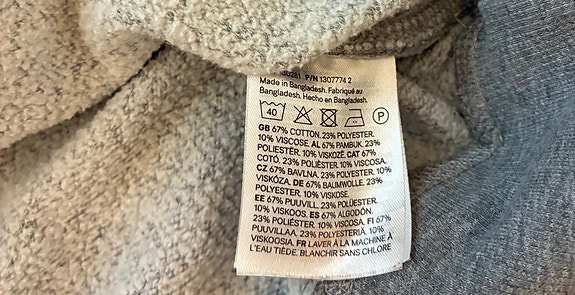 P/N 1307774 2
Made in Bangladesh. Fabriqué au
Bangladesh. Hecho en Bangladesh.
40 P
GB 67% COTTON, 23% POLYESTER,
10% VISCOSE. AL 67% PAMBUK, 23%
POLIESTËR, 10% VISKOZË. CAT 67%
COTÓ, 23% POLIÈSTER, 10% VISCOSA.
CZ 67% BAVLNA, 23% POLYESTER, 10%
VISKÓZA. DE 67% BAUMWOLLE, 23%
POLYESTER, 10% VISKOSE.
EE 67% PUUVILL, 23% POLÜESTER,
10% VISKOOS. ES 67% ALGODÓN,
23% POLIÉSTER, 10% VISCOSA. FI 67%
PUUVILLAA, 23% POLYESTERIÄ, 10%
VISKOOSIA. FR LAVER À LA MACHINE À
L'EAU TIÈDE, BLANCHIR SANS CHLORE